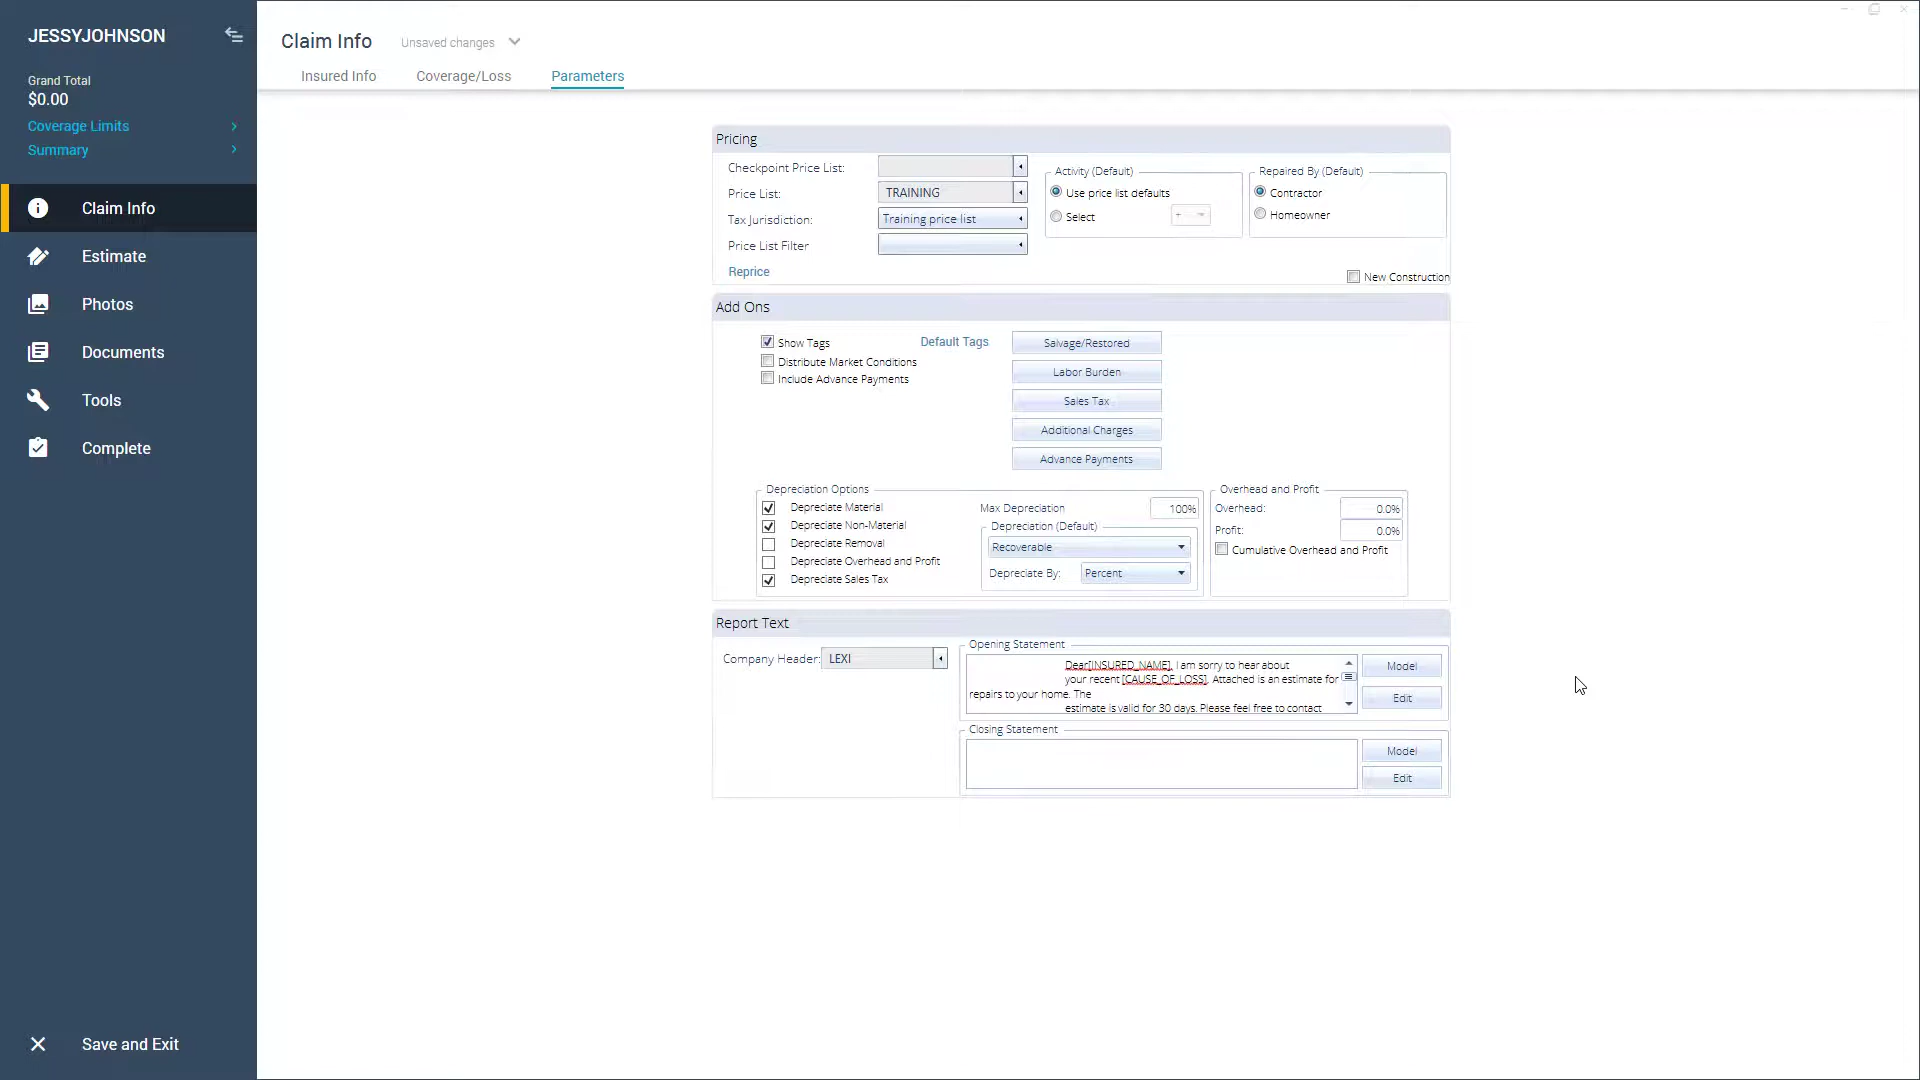 JESSYJOHNSON
Grand Total
$0.00
Coverage Limits
Summary
Claim Info
Estimate
Photos
Documents
Tools
Complete
Save and Exit
Claim Info Unsaved changes
Insured Info Coverage/Loss Parameters
Pricing
Checkpoint Price List:
Price List: TRAINING
Tax Jurisdiction: Training price list
Price List Filter
Reprice
Activity (Default)
Use price list defaults
Select +
Repaired By (Default)
Contractor
Homeowner
New Construction
Add Ons
Show Tags Default Tags
Distribute Market Conditions
Include Advance Payments
Salvage/Restored
Labor Burden
Sales Tax
Additional Charges
Advance Payments
Depreciation Options
Depreciate Material
Depreciate Non-Material
Depreciate Removal
Depreciate Overhead and Profit
Depreciate Sales Tax
Max Depreciation 100%
Depreciation (Default)
Recoverable
Depreciate By: Percent
Overhead and Profit
Overhead: 0.0%
Profit: 0.0%
Cumulative Overhead and Profit
Report Text
Company Header: LEXI
Opening Statement
Dear[INSURED_NAME], I am sorry to hear about
your recent [CAUSE_OF_LOSS]. Attached is an estimate for
repairs to your home. The
estimate is valid for 30 days. Please feel free to contact
Model
Edit
Closing Statement
Model
Edit